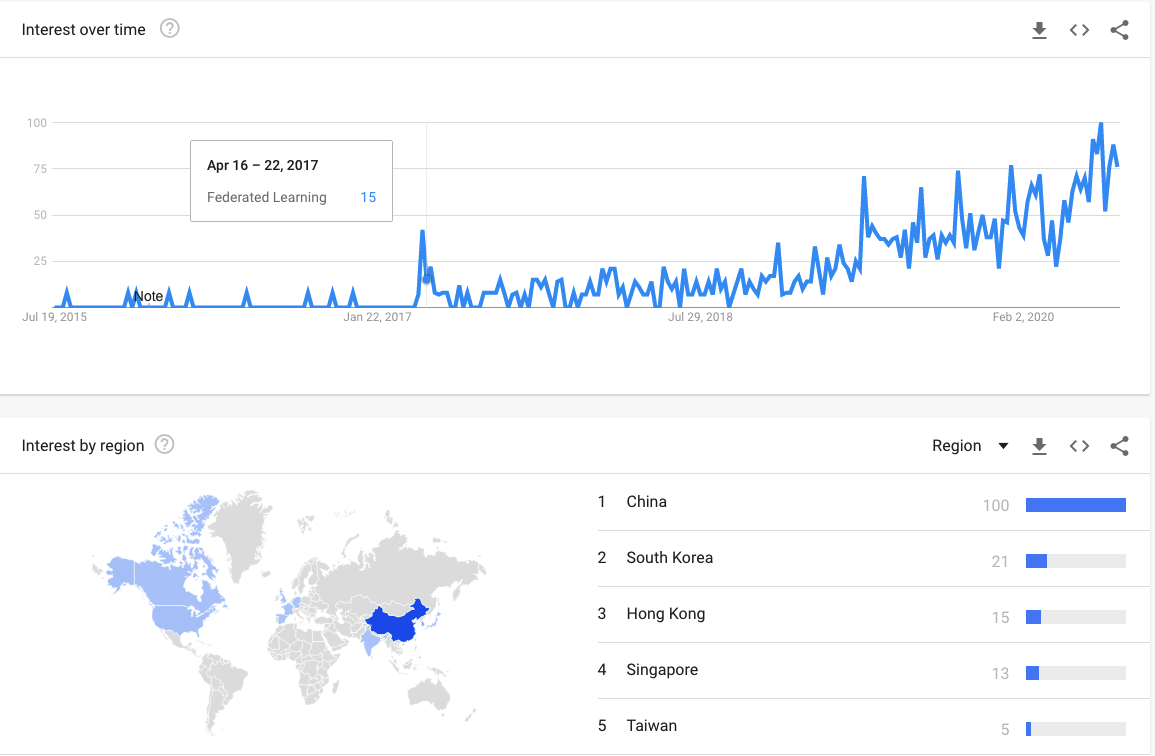 Interest over time ?
100
75
50
25
Apr 16 – 22, 2017
Federated Learning 15
Note
Jul 19, 2015 Jan 22, 2017 Jul 29, 2018 Feb 2, 2020
Interest by region ? Region
1 China 100
2 South Korea 21
3 Hong Kong 15
4 Singapore 13
5 Taiwan 5